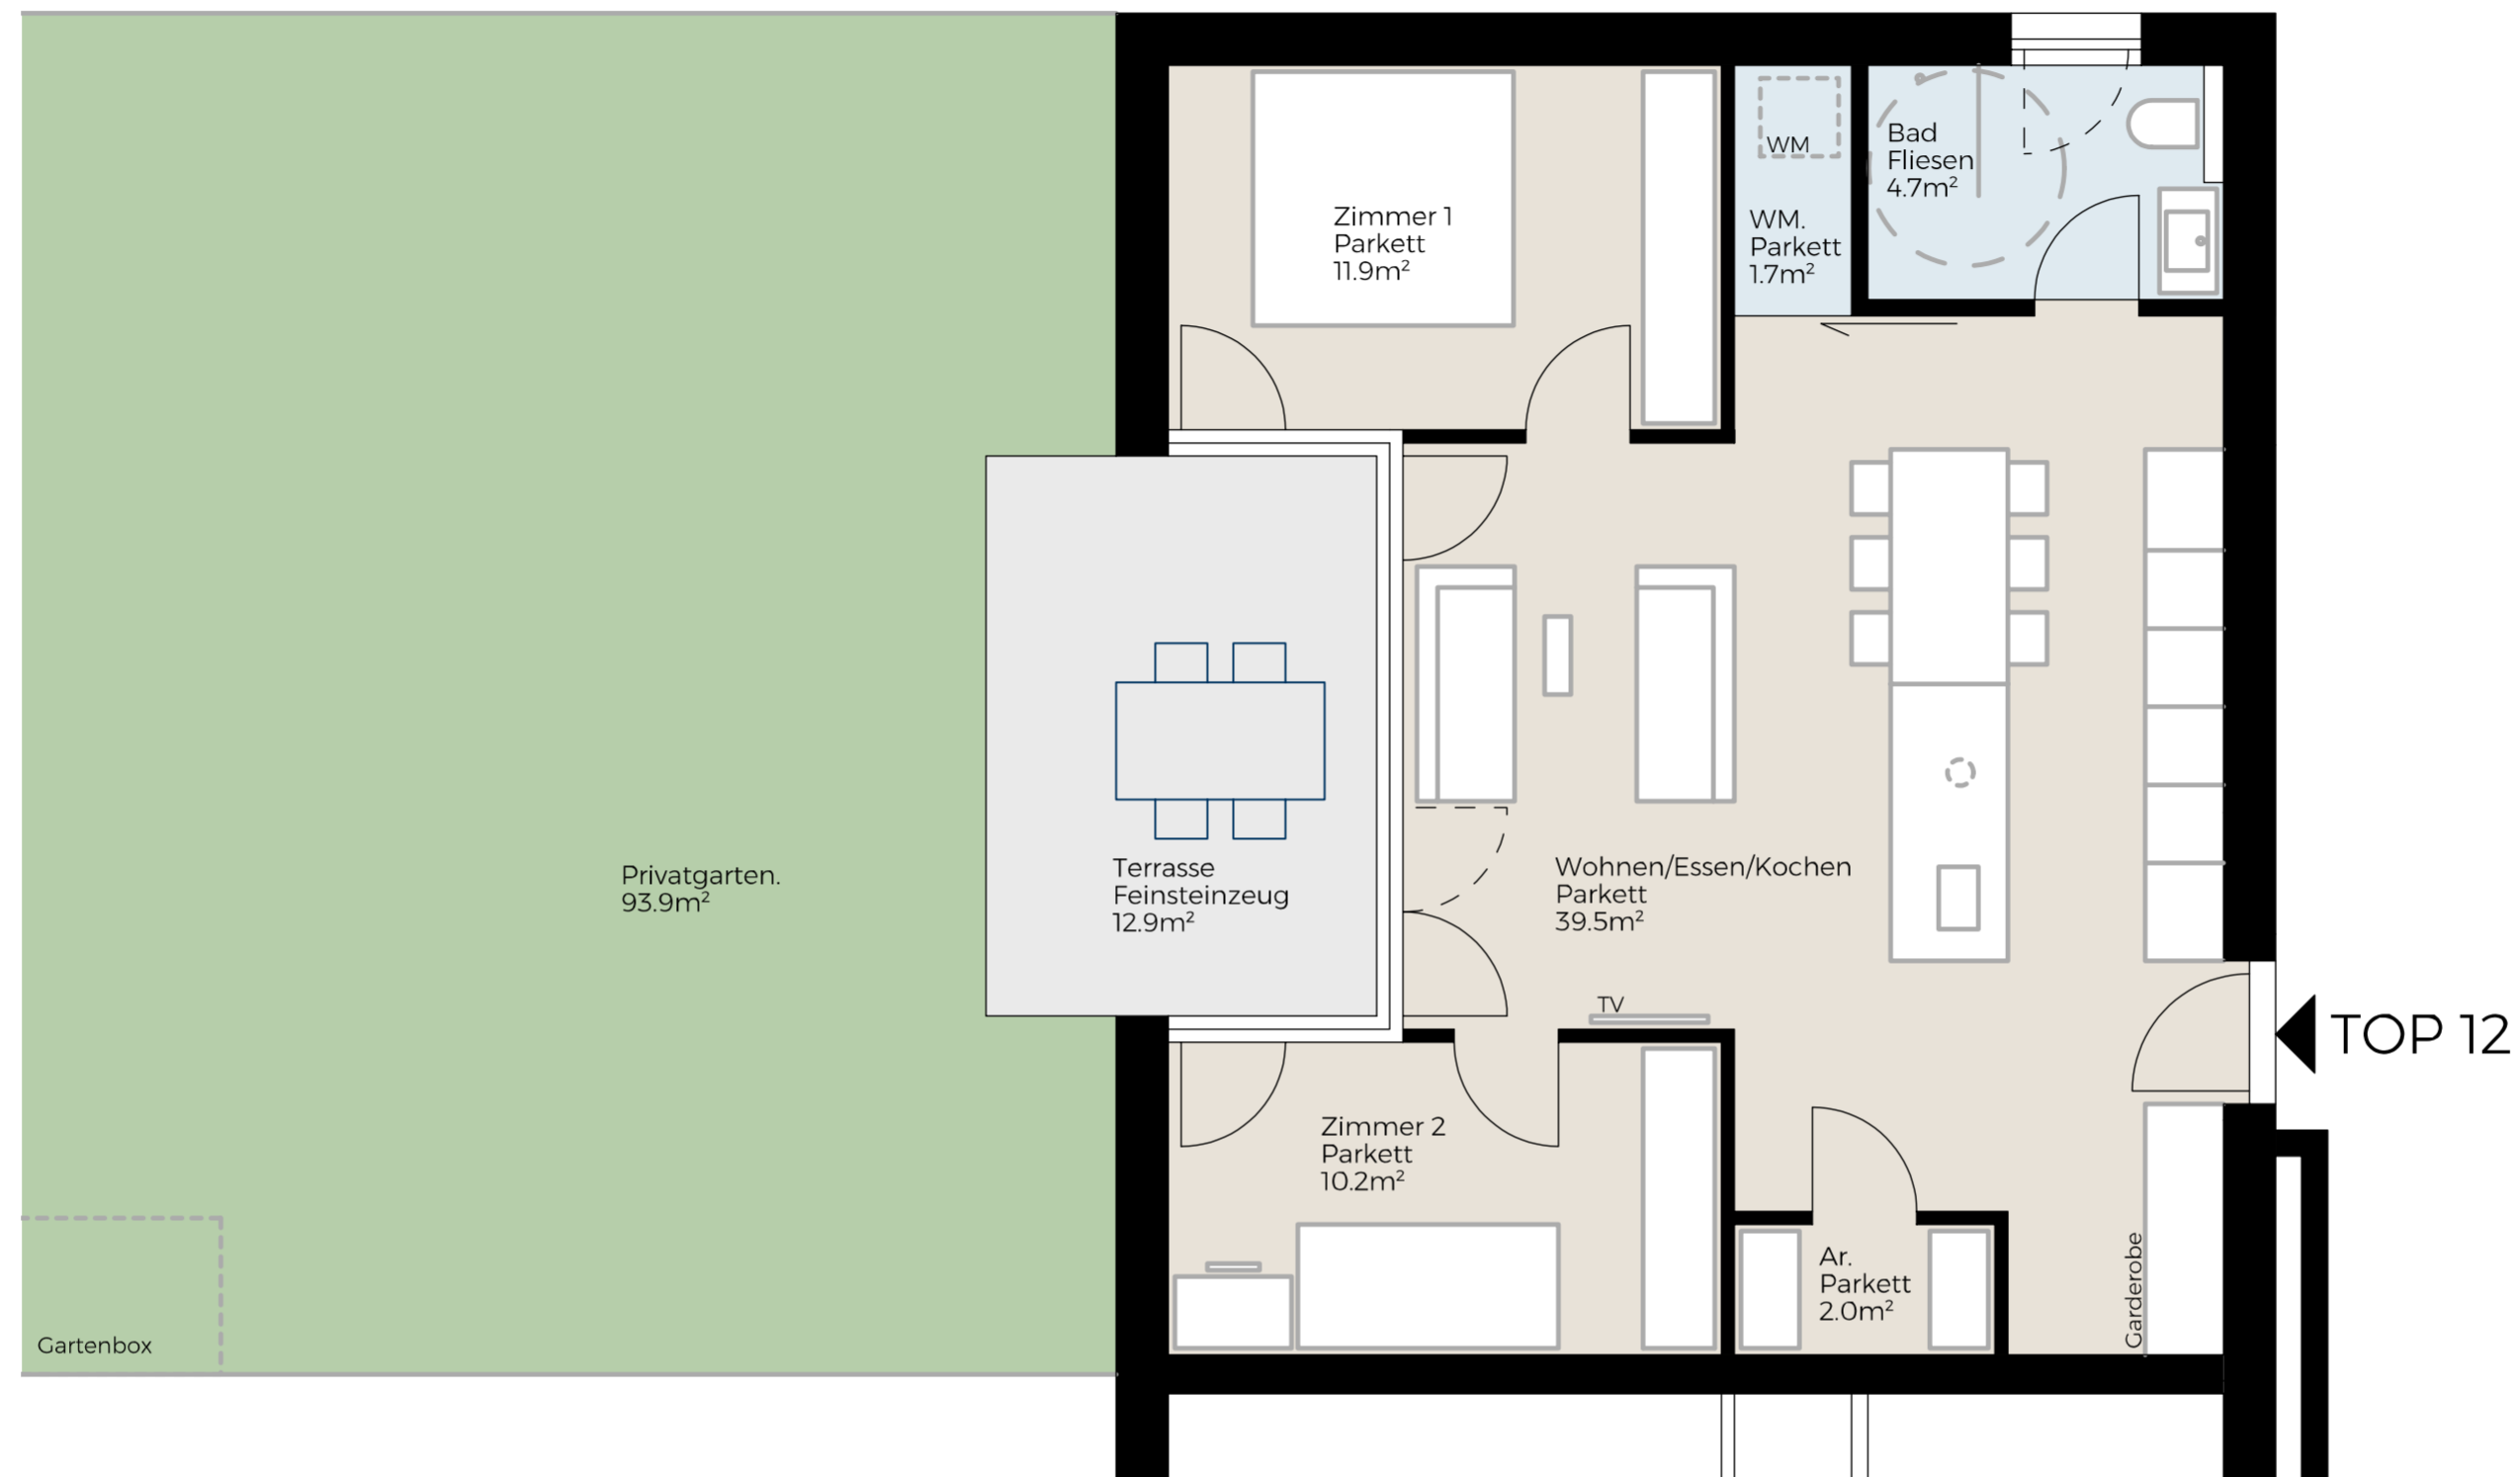 Zimmer 1
Parkett
11.9m²
WM
WM.
Parkett
1.7m²
Bad
Fliesen
4.7m²
Privatgarten.
93.9m²
Terrasse
Feinsteinzeug
12.9m²
Wohnen/Essen/Kochen
Parkett
39.5m²
TV
TOP 12
Zimmer 2
Parkett
10.2m²
Ar.
Parkett
2.0m²
Garderobe
Gartenbox